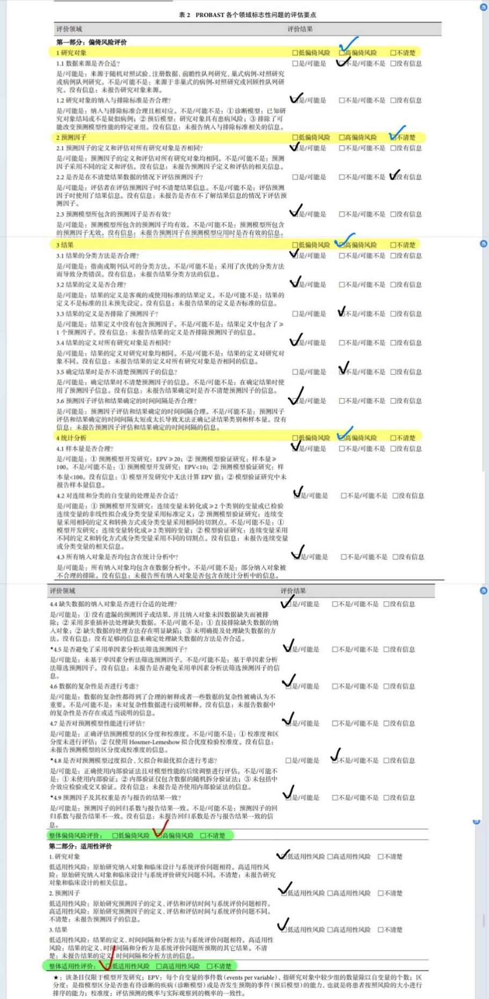 表 2 PROBAST 各个领域标志性问题的评估要点
评价领域 评价结果
第一部分：偏倚风险评价
1 研究对象 □低偏倚风险 □高偏倚风险 □不清楚
1.1 数据来源是否合适？ □是/可能是 □不是/可能不是 □没有信息
是/可能是：来源于随机对照试验、注册数据、前瞻性队列研究、巢式病例-对照研究
或病例队列研究。不是/可能不是：来源于非巢式的病例-对照研究或回顾性队列研
究。没有信息：未报告研究对象来源。
1.2 研究对象的纳入与排除标准是否合理？ □是/可能是 □不是/可能不是 □没有信息
是/可能是：纳入与排除标准合理且相对应。不是/可能不是：① 诊断模型：已知研
究对象结局或不是疑似病例；② 预后模型：研究对象具有患病风险；③ 排除了可
能改变预测模型性能的特定亚组。没有信息：未报告纳入与排除标准相关的信息。
2 预测因子 □低偏倚风险 □高偏倚风险 □不清楚
2.1 预测因子的定义和评估对所有研究对象是否相同？ □是/可能是 □不是/可能不是 □没有信息
是/可能是：预测因子的定义和评估对所有研究对象均相同。不是/可能不是：预测
因子采用不同的定义和评估。没有信息：未报告预测因子定义和评估的相关信息。
2.2 是否是在不清楚结果数据的情况下评估预测因子？ □是/可能是 □不是/可能不是 □没有信息
是/可能是：评估者在评估预测因子时不清楚结果信息。不是/可能不是：评估预测
因子时使用了结果信息。没有信息：未报告是否在不了解结果信息的情况下评估预
测因子。
2.3 预测模型所包含的预测因子是否有效？ □是/可能是 □不是/可能不是 □没有信息
是/可能是：预测模型所包含的预测因子均有效。不是/可能不是：预测模型所包含
的预测因子无效。没有信息：未报告预测因子在预测模型应用时是否有效的信息。
3 结果 □低偏倚风险 □高偏倚风险 □不清楚
3.1 结果的分类方法是否合理？ □是/可能是 □不是/可能不是 □没有信息
是/可能是：指南或期刊认可的分类方法。不是/可能不是：采用了次优的分类方法
而导致分类错误。没有信息：未报告结果分类方法的信息。
3.2 结果的定义是否合理？ □是/可能是 □不是/可能不是 □没有信息
是/可能是：结果的定义是客观的或使用标准的结果定义。不是/可能不是：结果的
定义不是标准的且未预先设定。没有信息：未报告结果的定义是否标准的信息。
3.3 结果的定义是否排除了预测因子？ □是/可能是 □不是/可能不是 □没有信息
是/可能是：结果定义中没有包含预测因子。不是/可能不是：结果定义中包含了≥
1 个预测因子。没有信息：未报告结果的定义是否排除预测因子的信息。
3.4 结果的定义对所有研究对象是否相同？ □是/可能是 □不是/可能不是 □没有信息
是/可能是：结果的定义对研究对象均相同。不是/可能不是：结果的定义对研究对
象不同。没有信息：未报告结果的定义对所有研究对象是否相同的信息。
3.5 确定结果时是否不清楚预测因子的信息？ □是/可能是 □不是/可能不是 □没有信息
是/可能是：确定结果时不清楚预测因子的信息。不是/可能不是：在确定结果时使
用了预测因子信息。没有信息：未报告结果确定时是否不清楚预测因子的信息。
3.6 预测因子评估和结果确定的时间间隔是否合理？ □是/可能是 □不是/可能不是 □没有信息
是/可能是：预测因子评估和结果确定的时间间隔合理。不是/可能不是：预测因子
评估和结果确定的时间间隔太短或太长导致无法正确记录结果类别和样本量。没有
信息：未报告预测因子评估和结果确定的时间间隔的信息。
4 统计分析 □低偏倚风险 □高偏倚风险 □不清楚
4.1 样本量是否合理？ □是/可能是 □不是/可能不是 □没有信息
是/可能是：① 预测模型开发研究：EPV≥20；② 预测模型验证研究：样本量≥
100。不是/可能不是：① 预测模型开发研究：EPV<10；② 预测模型验证研究：样
本量<100。没有信息：① 模型开发研究中无法计算 EPV 值；② 模型验证研究中未
报告样本量信息。
4.2 对连续和分类的自变量的处理是否合适？ □是/可能是 □不是/可能不是 □没有信息
是/可能是：① 预测模型开发研究：连续变量未转化成≥2 个类别的变量或已检验
连续变量的非线性拟合或分类变量采用标准定义；② 预测模型验证研究：连续变
量采用相同的定义和转换方式或分类变量采用相同的切割点。不是/可能不是：①
模型开发研究：连续变量转化成≥2 类别的变量；② 模型验证研究：连续变量采用
不同的定义和转化方式或分类变量采用不同的切割点。没有信息：未报告连续变量
或分类变量的相关信息。
4.3 所有纳入对象是否均包含在统计分析中？ □是/可能是 □不是/可能不是 □没有信息
是/可能是：所有纳入对象均包含在数据分析中。不是/可能不是：部分纳入对象被
不合理的排除。没有信息：未报告所有纳入对象是否包含在统计分析中的信息。
评价领域 评价结果
4.4 缺失数据的纳入对象是否进行合适的处理？ □是/可能是 □不是/可能不是 □没有信息
是/可能是：① 没有遗漏的预测因子或结果，并且纳入对象未因数据缺失而被排
除；② 采用多重插补法处理缺失数据。不是/可能不是：① 直接排除缺失数据的纳
入对象；② 缺失数据的处理方法存在明显缺陷；③ 未明确提及处理缺失数据的方
法。没有信息：没有足够的信息来确定处理缺失数据的方法是否合适。
★4.5 是否避免了采用单因素分析法筛选预测因子？ □是/可能是 □不是/可能不是 □没有信息
是/可能是：未基于单因素分析法筛选预测因子。不是/可能不是：基于单因素分析
法筛选预测因子。没有信息：未报告是否避免采用单因素分析法筛选预测因子的信
息。
4.6 数据的复杂性是否进行考虑？ □是/可能是 □不是/可能不是 □没有信息
是/可能是：数据的复杂性都得到了合理的解释或者一些数据的复杂性被确认为不
重要。不是/可能不是：未对复杂性数据进行说明解释。没有信息：未报告数据中
的复杂性是否存在或适当说明的信息。
4.7 是否对预测模型性能进行评估？ □是/可能是 □不是/可能不是 □没有信息
是/可能是：正确评估预测模型的区分度和校准度。不是/可能不是：① 校准度和区
分度未进行评估；② 仅使用 Hosmer-Lemeshow 拟合优度检验校准度。没有信息：
未报告预测模型的区分度或校准度的信息。
★4.8 是否对预测模型过度拟合、欠拟合和最优拟合进行考虑？ □是/可能是 □不是/可能不是 □没有信息
是/可能是：正确使用内部验证法且对模型性能的后续调整进行评估。不是/可能不
是：① 未使用内部验证；② 内部验证仅包含数据的随机拆分验证法；③ 未包括中
介效应检验或交叉验证。没有信息：未报告是否使用内部验证法的信息。
★4.9 预测因子及其权重是否与报告的结果一致？ □是/可能是 □不是/可能不是 □没有信息
是/可能是：预测因子的回归系数与报告结果一致。不是/可能不是：预测因子的回
归系数与报告结果不一致。没有信息：未报告回归系数是否与报告结果一致的信
息。
整体偏倚风险评价： □低偏倚风险 □高偏倚风险 □不清楚
第二部分：适用性评价
1. 研究对象 □低适用性风险 □高适用性风险 □不清楚
低适用性风险：原始研究纳入对象和临床设计与系统评价问题相符。高适用性风
险：原始研究纳入对象和临床设计与系统评价研究问题不同。不清楚：未报告研究
对象和临床设计的相关信息。
2. 预测因子 □低适用性风险 □高适用性风险 □不清楚
低适用性风险：原始研究预测因子的定义、评估和评估时间与系统评价问题相符。
高适用性风险：原始研究预测因子的定义、评估和评估时间与系统评价问题不同。
不清楚：未报告预测因子的信息。
3. 结果 □低适用性风险 □高适用性风险 □不清楚
低适用性风险：结果的定义、时间间隔和分析方法与系统评价问题相符。高适用性
风险：结果的定义、时间间隔和分析方是系统评价问题所预期的其它结果。不清
楚：未报告结果的定义、时间间隔和分析方法的信息。
整体适用性评价： □低适用性风险 □高适用性风险 □不清楚
★：该条目仅限于模型开发研究；EPV：每个自变量的事件数（events per variable），指研究对象中较少组的数量除以自变量的个数；区
分度：是指模型区分是否患有待诊断的疾病（诊断模型）或是否发生预期的事件（预后模型）的能力，也就是将患者按照风险的大小进行
排序的能力；校准度：评估预测的概率与实际观察到的概率的一致性。